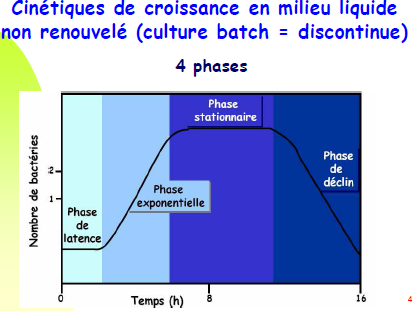 Cinétiques de croissance en milieu liquide
non renouvelé (culture batch = discontinue)
4 phases
Phase
stationnaire
Phase
de
déclin
Nombre de bactéries
2
1
Phase
exponentielle
Phase
de
latence
0
8
16
Temps (h)
4